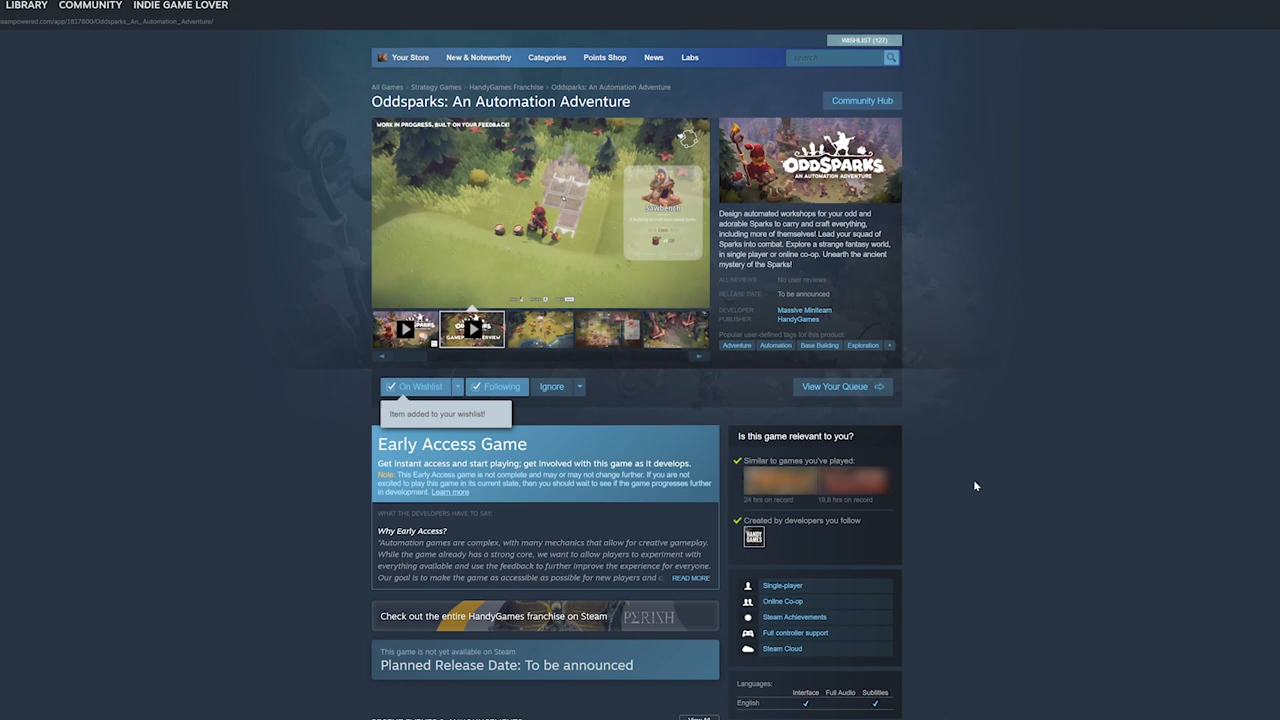 LIBRARY COMMUNITY INDIE GAME LOVER
eampowered.com/app/1817800/Oddsparks_An_Automation_Adventure/
WISHLIST (127)
Your Store New & Noteworthy Categories Points Shop News Labs search
All Games > Strategy Games > HandyGames Franchise > Oddsparks: An Automation Adventure
Oddsparks: An Automation Adventure
Community Hub
WORK IN PROGRESS, BUILT ON YOUR FEEDBACK!
Sawbench
ODDSPARKS
AN AUTOMATION ADVENTURE
Design automated workshops for your odd and
adorable Sparks to carry and craft everything,
including more of themselves! Lead your squad of
Sparks into combat. Explore a strange fantasy world,
in single player or online co-op. Unearth the ancient
mystery of the Sparks!
ALL REVIEWS: No user reviews
RELEASE DATE: To be announced
DEVELOPER: Massive Miniteam
PUBLISHER: HandyGames
Popular user-defined tags for this product:
Adventure Automation Base Building Exploration +
On Wishlist Following Ignore View Your Queue
Item added to your wishlist!
Early Access Game
Get instant access and start playing; get involved with this game as it develops.
Note: This Early Access game is not complete and may or may not change further. If you are
excited to play this game in its current state, then you should wait to see if the game progresses further
in development. Learn more
WHAT THE DEVELOPERS HAVE TO SAY:
Why Early Access?
"Automation games are complex, with many mechanics that allow for creative gameplay.
While the game already has a strong core, we want to allow players to experiment with
everything available and use the feedback to further improve the experience for everyone.
Our goal is to make the game as accessible as possible for new players and READ MORE
Check out the entire HandyGames franchise on Steam PERISH
This game is not yet available on Steam
Planned Release Date: To be announced
Is this game relevant to you?
Similar to games you've played:
24 hrs on record 19.8 hrs on record
Created by developers you follow
HANDY
GAMES
Single-player
Online Co-op
Steam Achievements
Full controller support
Steam Cloud
Languages:
Interface Full Audio Subtitles
English ✓ ✓
RECENT EVENTS & ANNOUNCEMENTS View All